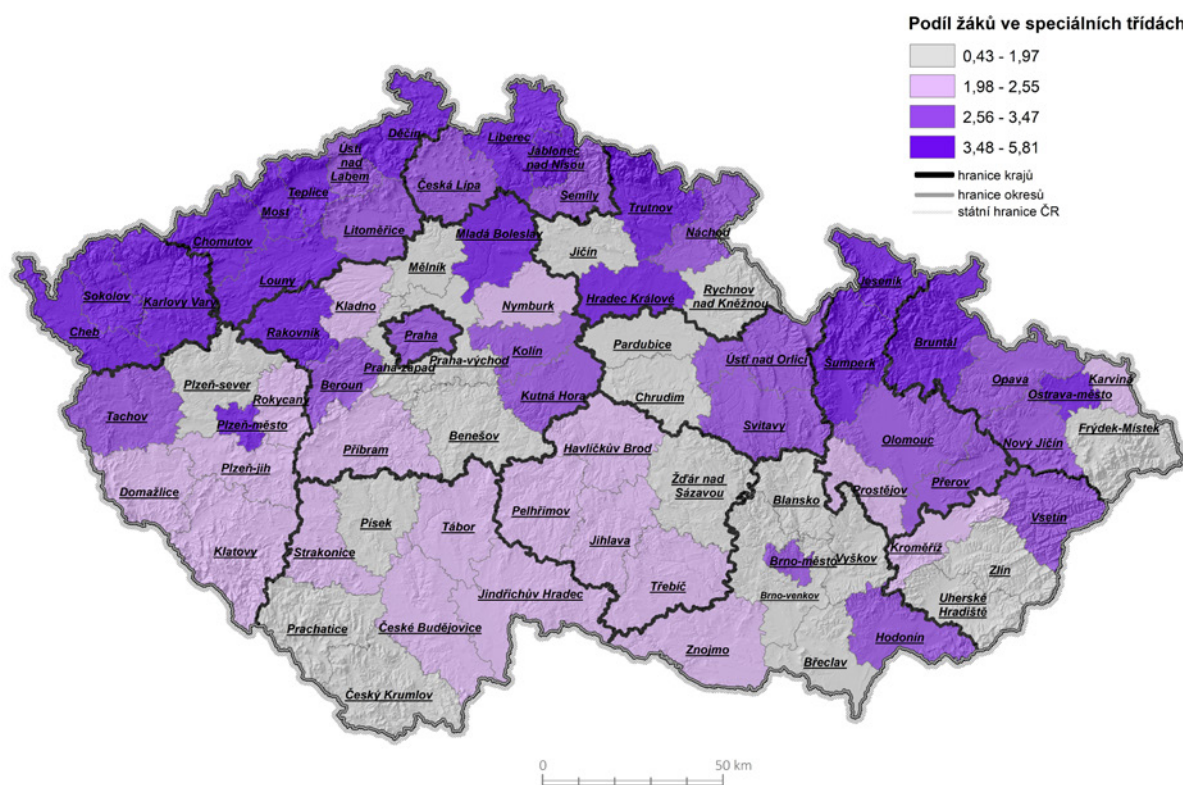 Podíl žáků ve speciálních třídách
0,43 - 1,97
1,98 - 2,55
2,56 - 3,47
3,48 - 5,81
hranice krajů
hranice okresů
státní hranice ČR
Děčín
Ústí
nad
Labem
Teplice
Most
Chomutov
Litoměřice
Louny
Liberec
Jablonec
nad Nisou
Česká Lípa
Semily
Trutnov
Náchod
Mladá Boleslav
Jičín
Mělník
Sokolov
Karlovy Vary
Cheb
Kladno
Rakovník
Nymburk
Hradec Králové
Rychnov
nad Kněžnou
Jeseník
Šumperk
Bruntál
Praha
Praha-východ
Praha-západ
Kolín
Pardubice
Ústí nad Orlicí
Plzeň-sever
Rokycany
Beroun
Kutná Hora
Chrudim
Svitavy
Opava
Karviná
Ostrava-město
Tachov
Plzeň-město
Příbram
Benešov
Olomouc
Nový Jičín
Frýdek-Místek
Plzeň-jih
Domažlice
Havlíčkův Brod
Žďár nad
Sázavou
Blansko
Prostějov
Přerov
Vsetín
Klatovy
Strakonice
Písek
Tábor
Pelhřimov
Jihlava
Brno-město
Vyškov
Kroměříž
Zlín
Jindřichův Hradec
Třebíč
Brno-venkov
Uherské
Hradiště
Prachatice
České Budějovice
Znojmo
Hodonín
Břeclav
Český Krumlov
0
50 km